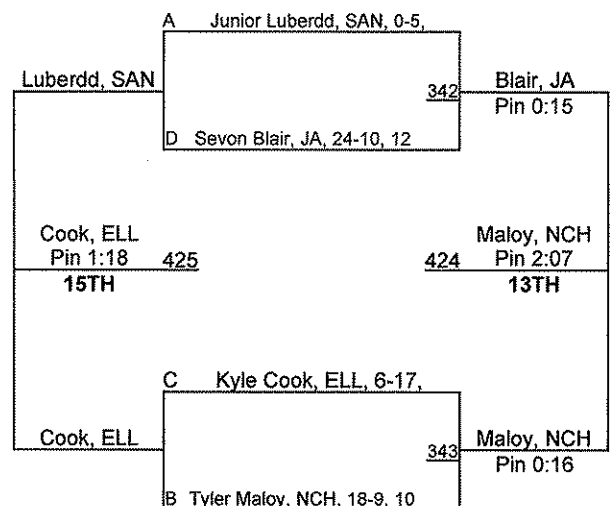 A Junior Luberdd, SAN, 0-5,
Luberdd, SAN
342
Blair, JA
Pin 0:15
D Sevon Blair, JA, 24-10, 12
Cook, ELL
Pin 1:18
425
15TH
Maloy, NCH
424
Pin 2:07
13TH
C Kyle Cook, ELL, 6-17,
Cook, ELL
343
Maloy, NCH
Pin 0:16
B Tyler Maloy, NCH, 18-9, 10